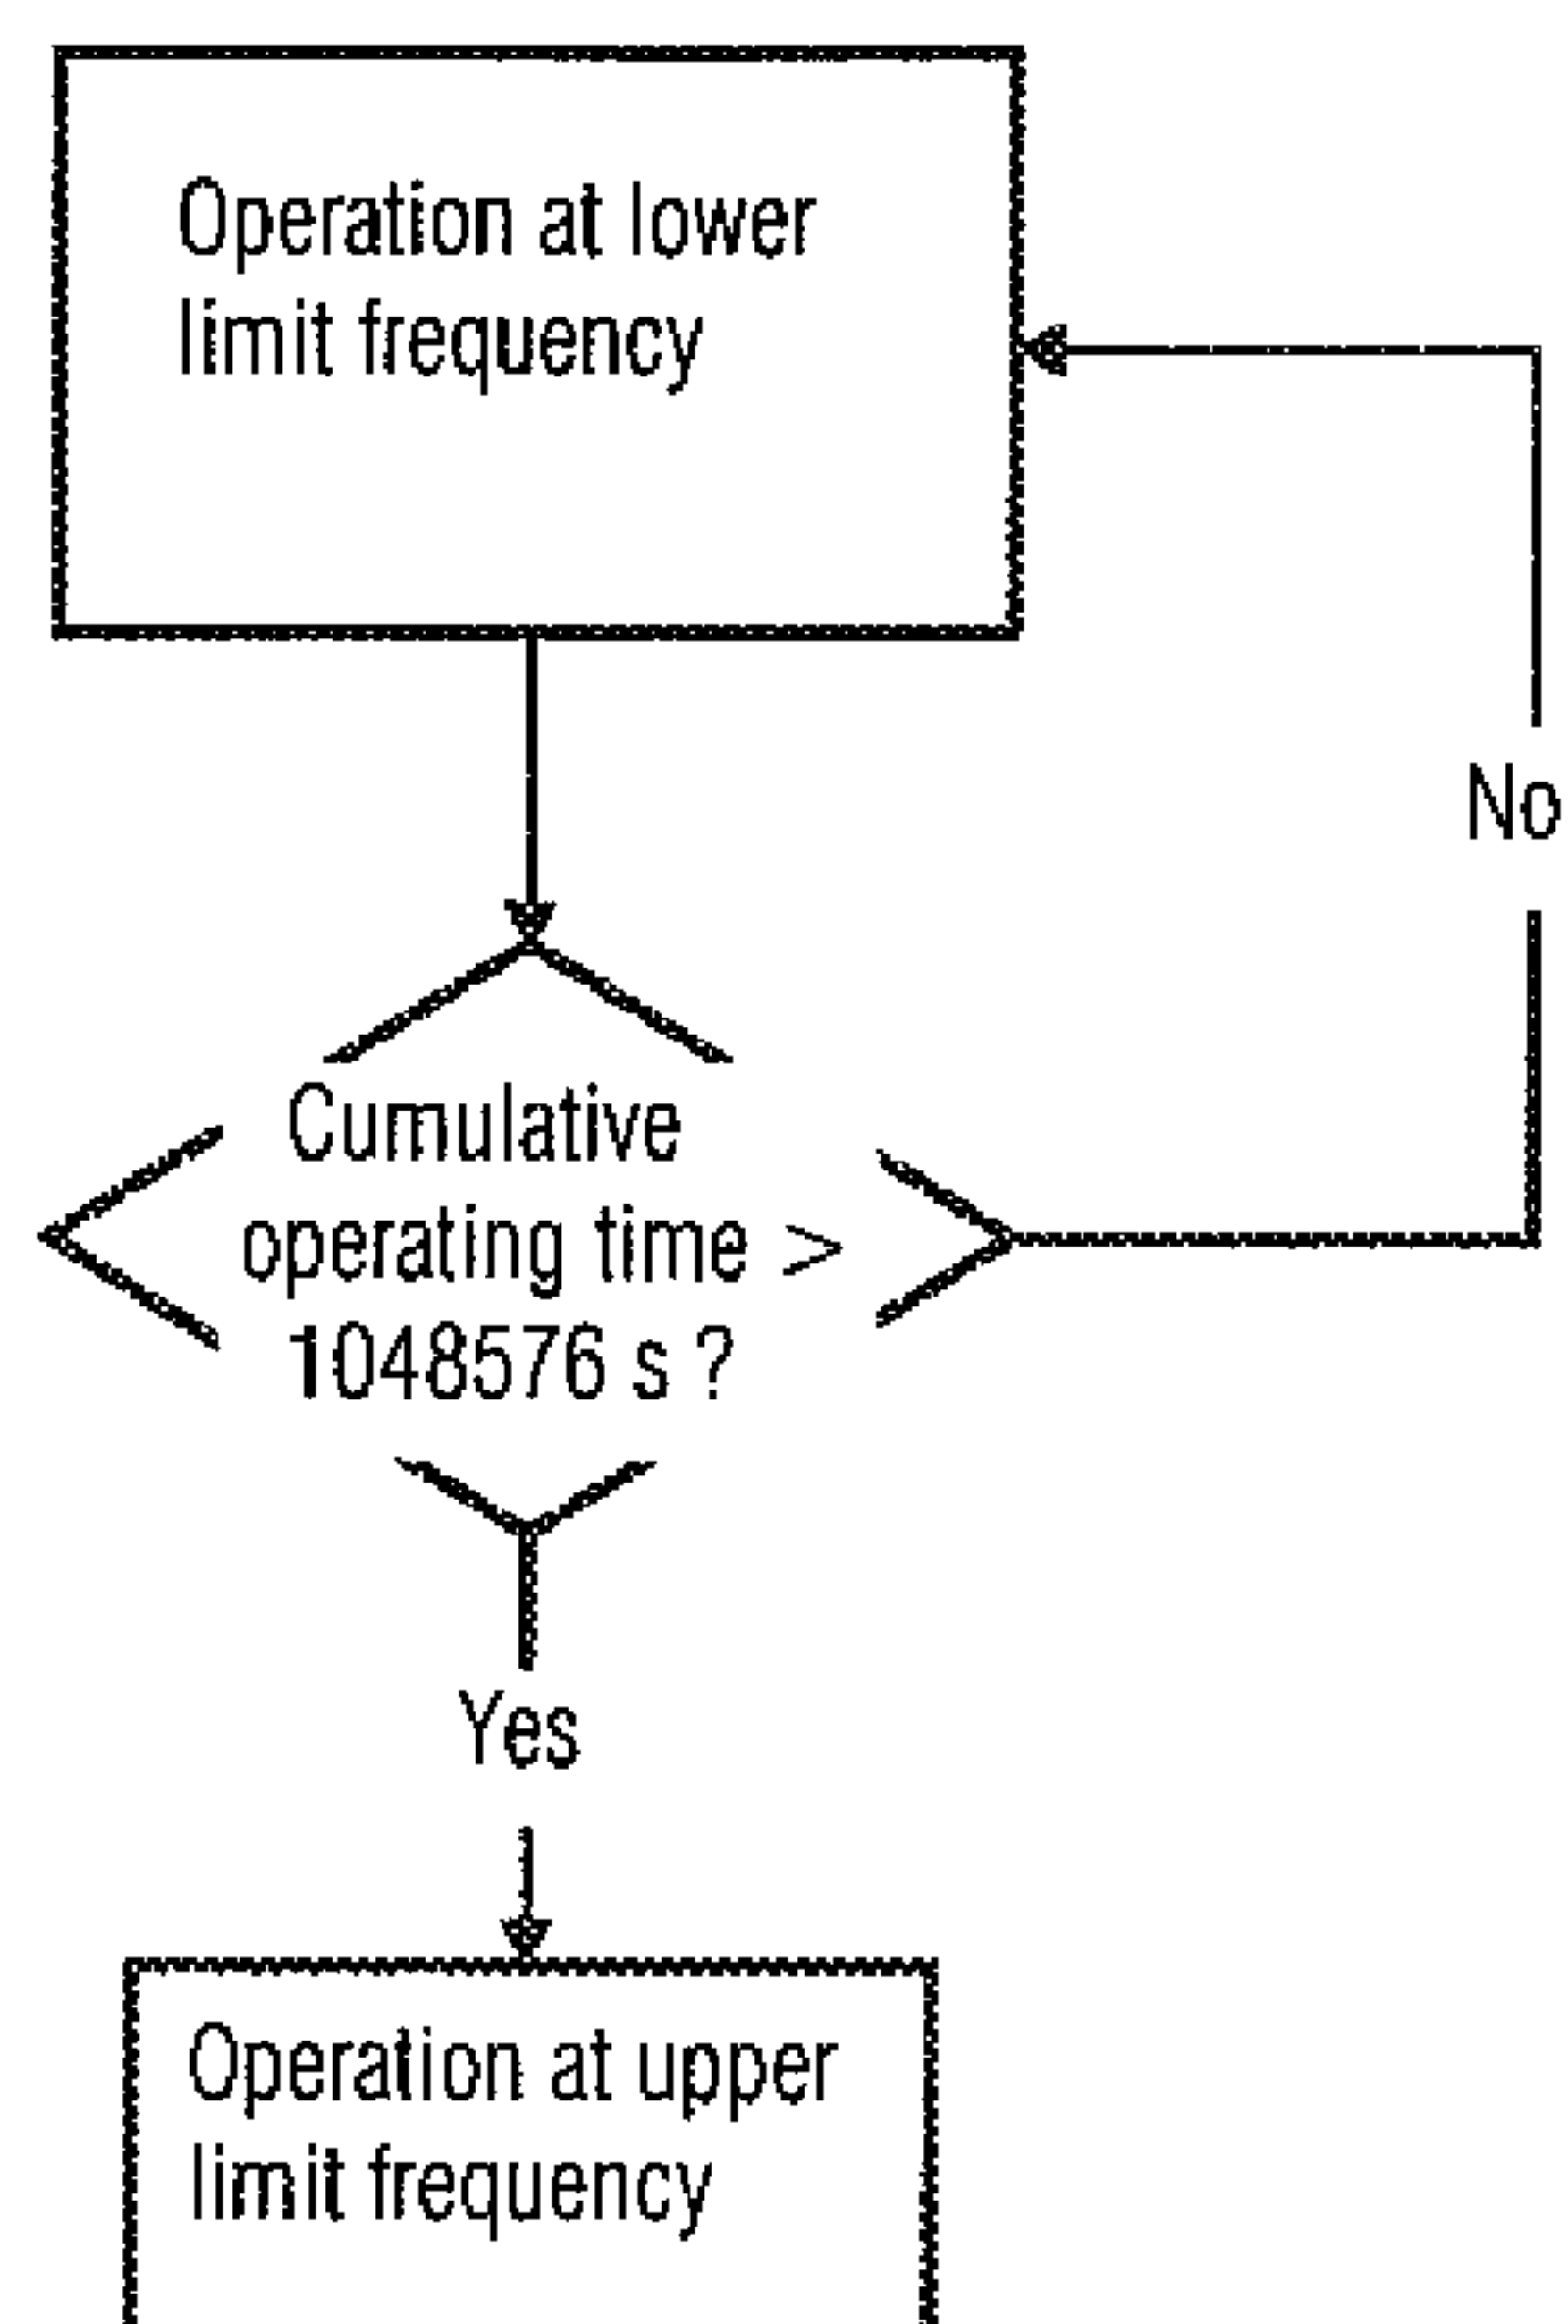 Operation at lower
limit frequency
No
Cumulative
operating time >
1048576 s ?
Yes
Operation at upper
limit frequency